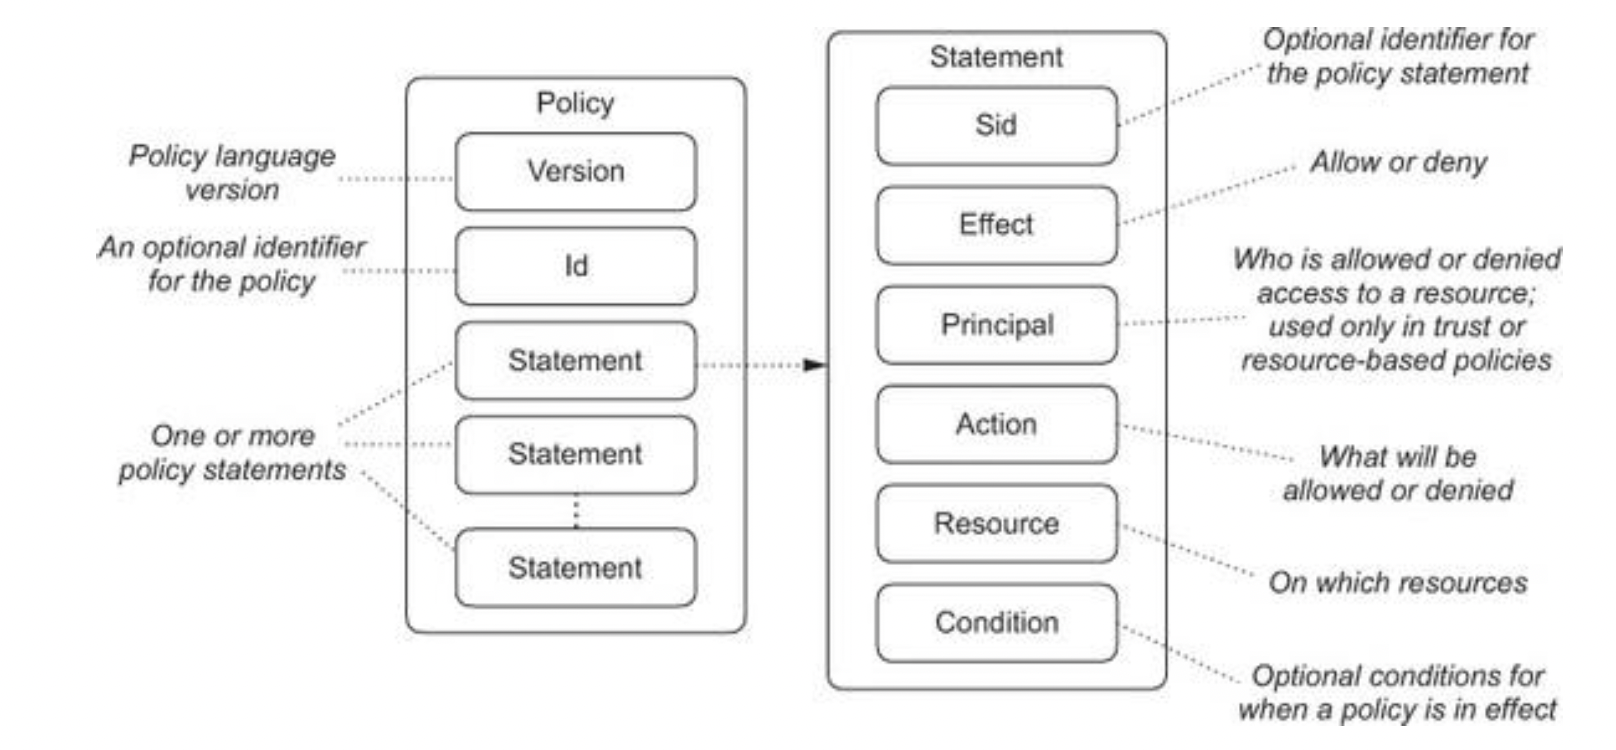 Policy
Policy language
version
Version
An optional identifier
for the policy
Id
Statement
One or more
policy statements
Statement
Statement
Statement
Optional identifier for
the policy statement
Sid
Allow or deny
Effect
Who is allowed or denied
access to a resource;
used only in trust or
resource-based policies
Principal
Action
What will be
allowed or denied
Resource
On which resources
Condition
Optional conditions for
when a policy is in effect